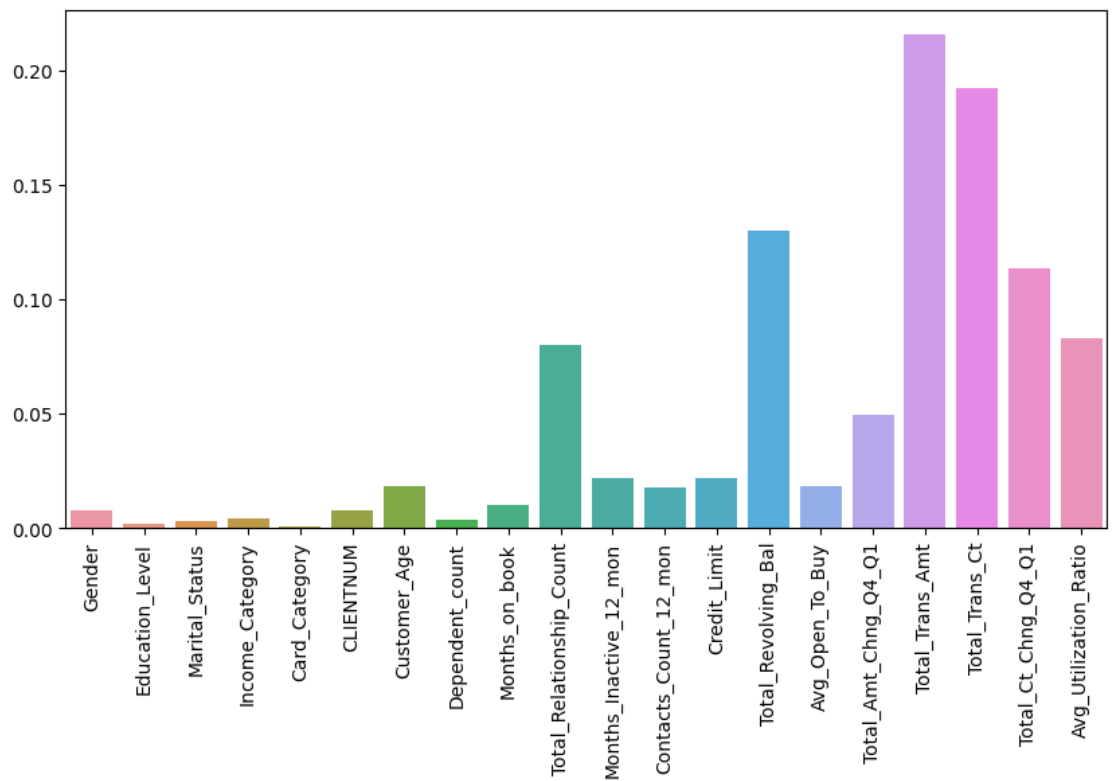 0.20
0.15
0.10
0.05
0.00
Gender
Education_Level
Marital_Status
Income_Category
Card_Category
CLIENTNUM
Customer_Age
Dependent_count
Months_on_book
Total_Relationship_Count
Months_Inactive_12_mon
Contacts_Count_12_mon
Credit_Limit
Total_Revolving_Bal
Avg_Open_To_Buy
Total_Amt_Chng_Q4_Q1
Total_Trans_Amt
Total_Trans_Ct
Total_Ct_Chng_Q4_Q1
Avg_Utilization_Ratio